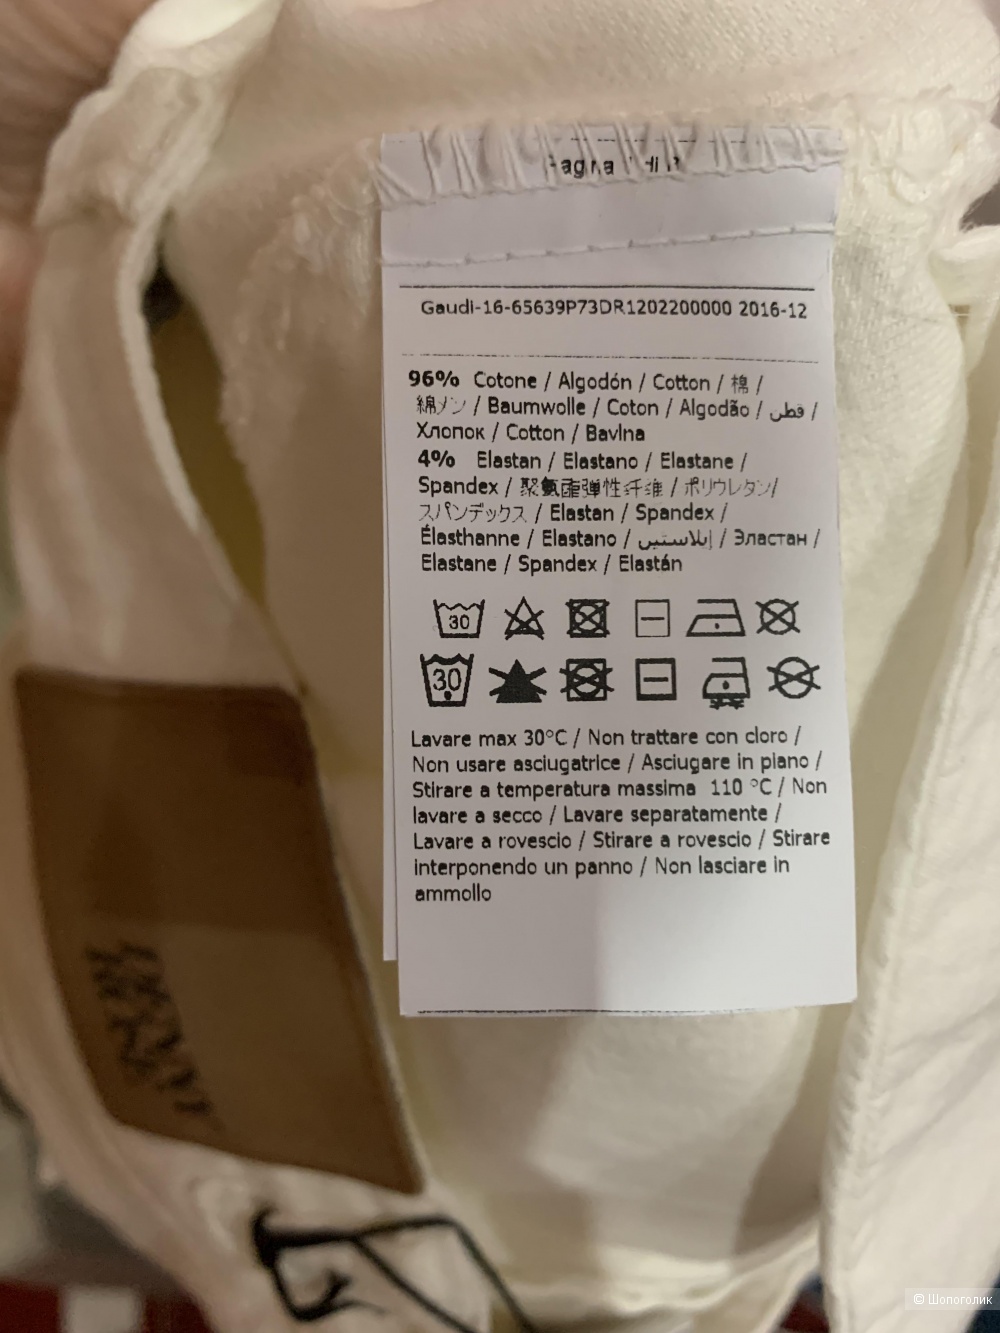 Gaudi-16-65639P73DR1202200000 2016-12
96% Cotone / Algodón / Cotton / 棉 /
綿メン / Baumwolle / Coton / Algodão / قطن /
Хлопок / Cotton / Bavlna
4% Elastan / Elastano / Elastane /
Spandex / 聚氨酯弹性纤维 / ポリウレタン/
スパンデックス / Elastan / Spandex /
Élasthanne / Elastano / إيلاستين / Эластан /
Elastane / Spandex / Elastán
30
30
Lavare max 30°C / Non trattare con cloro /
Non usare asciugatrice / Asciugare in piano /
Stirare a temperatura massima 110 °C / Non
lavare a secco / Lavare separatamente /
Lavare a rovescio / Stirare a rovescio / Stirare
interponendo un panno / Non lasciare in
ammollo
© Шопоголик